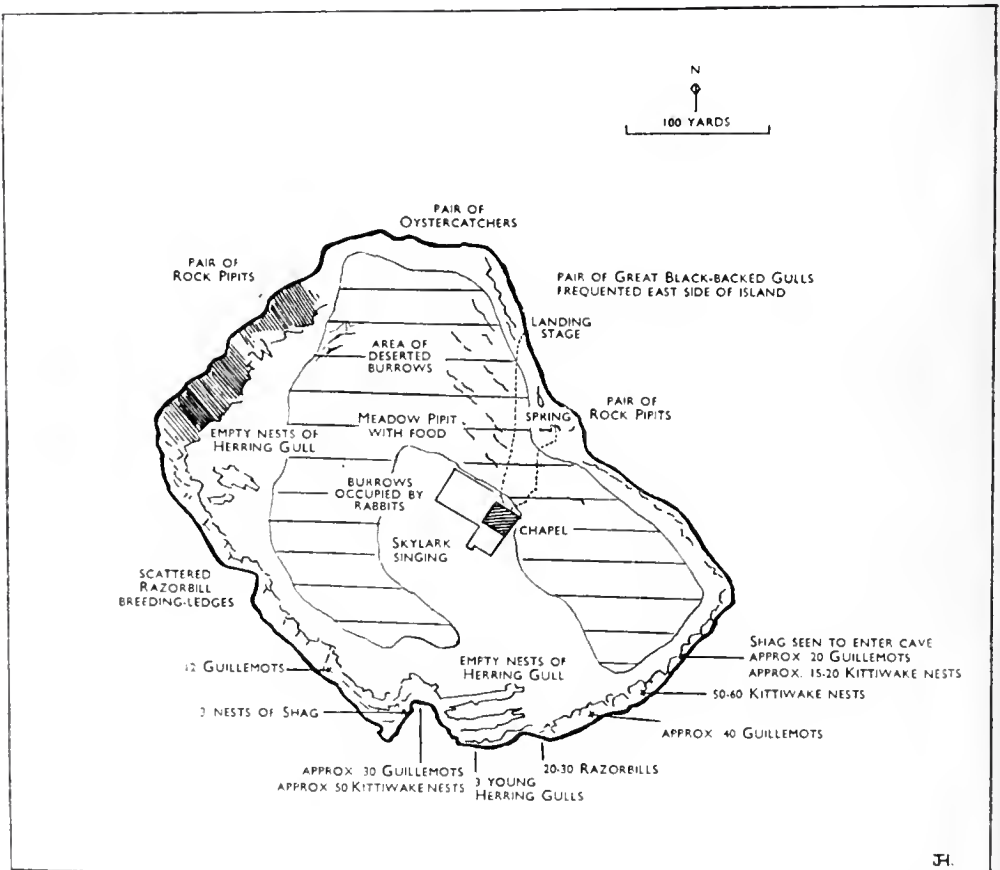 N
100 YARDS
PAIR OF
OYSTERCATCHERS
PAIR OF
ROCK PIPITS
PAIR OF GREAT BLACK-BACKED GULLS
FREQUENTED EAST SIDE OF ISLAND
LANDING
STAGE
AREA OF
DESERTED
BURROWS
PAIR OF
ROCK PIPITS
SPRING
MEADOW PIPIT
WITH FOOD
EMPTY NESTS OF
HERRING GULL
BURROWS
OCCUPIED BY
RABBITS
CHAPEL
SKYLARK
SINGING
SCATTERED
RAZORBILL
BREEDING-LEDGES
12 GUILLEMOTS
EMPTY NESTS OF
HERRING GULL
SHAG SEEN TO ENTER CAVE
APPROX 20 GUILLEMOTS
APPROX. 15-20 KITTIWAKE NESTS
50-60 KITTIWAKE NESTS
3 NESTS OF SHAG
APPROX 40 GUILLEMOTS
APPROX 30 GUILLEMOTS
APPROX 50 KITTIWAKE NESTS
3 YOUNG
HERRING GULLS
20-30 RAZORBILLS
JH.